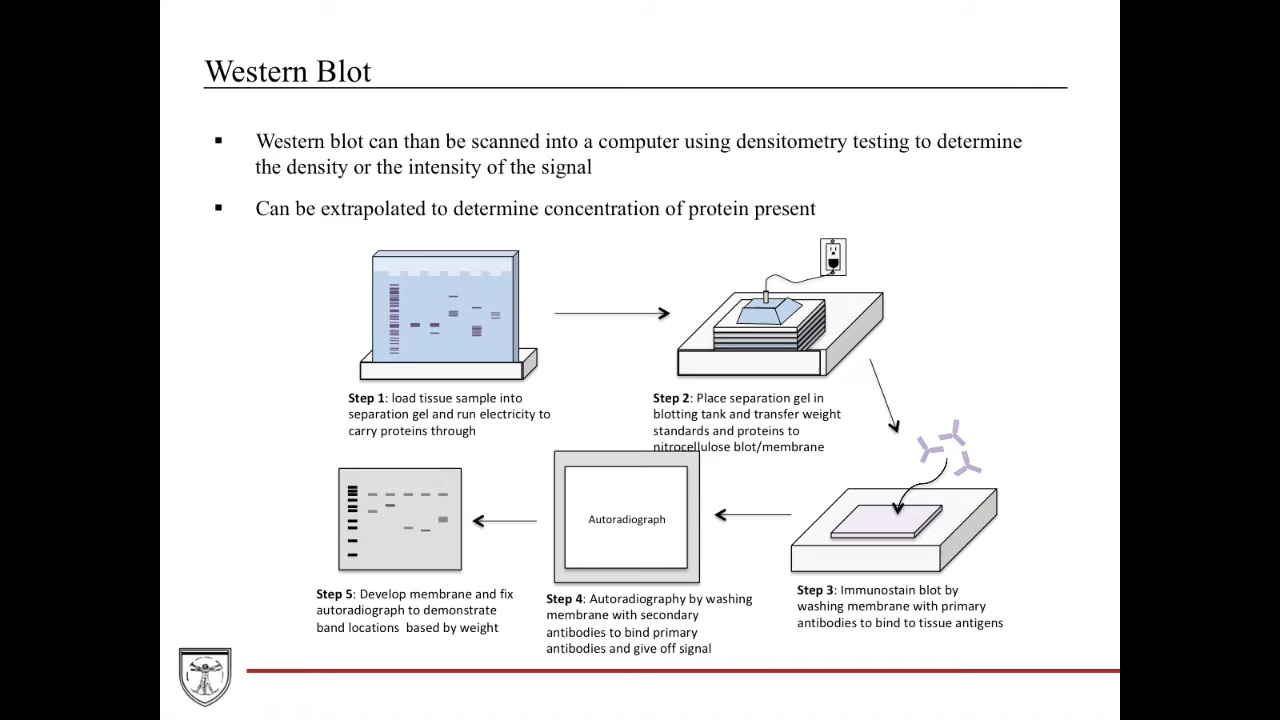 Western Blot
▪ Western blot can than be scanned into a computer using densitometry testing to determine
the density or the intensity of the signal
▪ Can be extrapolated to determine concentration of protein present
Step 1: load tissue sample into
separation gel and run electricity to
carry proteins through
Step 2: Place separation gel in
blotting tank and transfer weight
standards and proteins to
nitrocellulose blot/membrane
Step 3: Immunostain blot by
washing membrane with primary
antibodies to bind to tissue antigens
Autoradiograph
Step 4: Autoradiography by washing
membrane with secondary
antibodies to bind primary
antibodies and give off signal
Step 5: Develop membrane and fix
autoradiograph to demonstrate
band locations based by weight